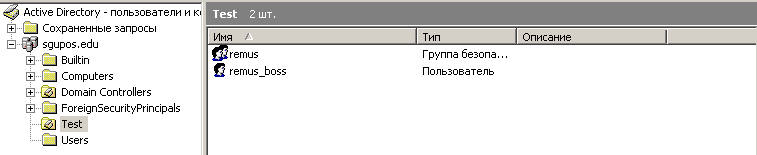 Active Directory - пользователи и к
Сохраненные запросы
sgupos.edu
Builtin
Computers
Domain Controllers
ForeignSecurityPrincipals
Test
Users
Test 2 шт.
Имя Тип Описание
remus Группа безопа...
remus_boss Пользователь